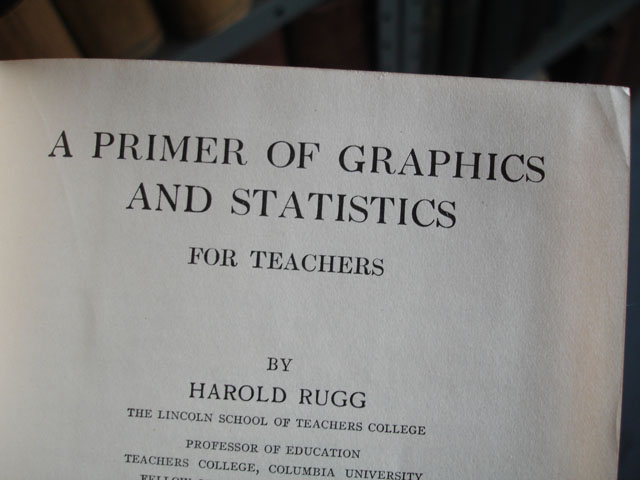 A PRIMER OF GRAPHICS
AND STATISTICS
FOR TEACHERS
BY
HAROLD RUGG
THE LINCOLN SCHOOL OF TEACHERS COLLEGE
PROFESSOR OF EDUCATION
TEACHERS COLLEGE, COLUMBIA UNIVERSITY
FELLOW